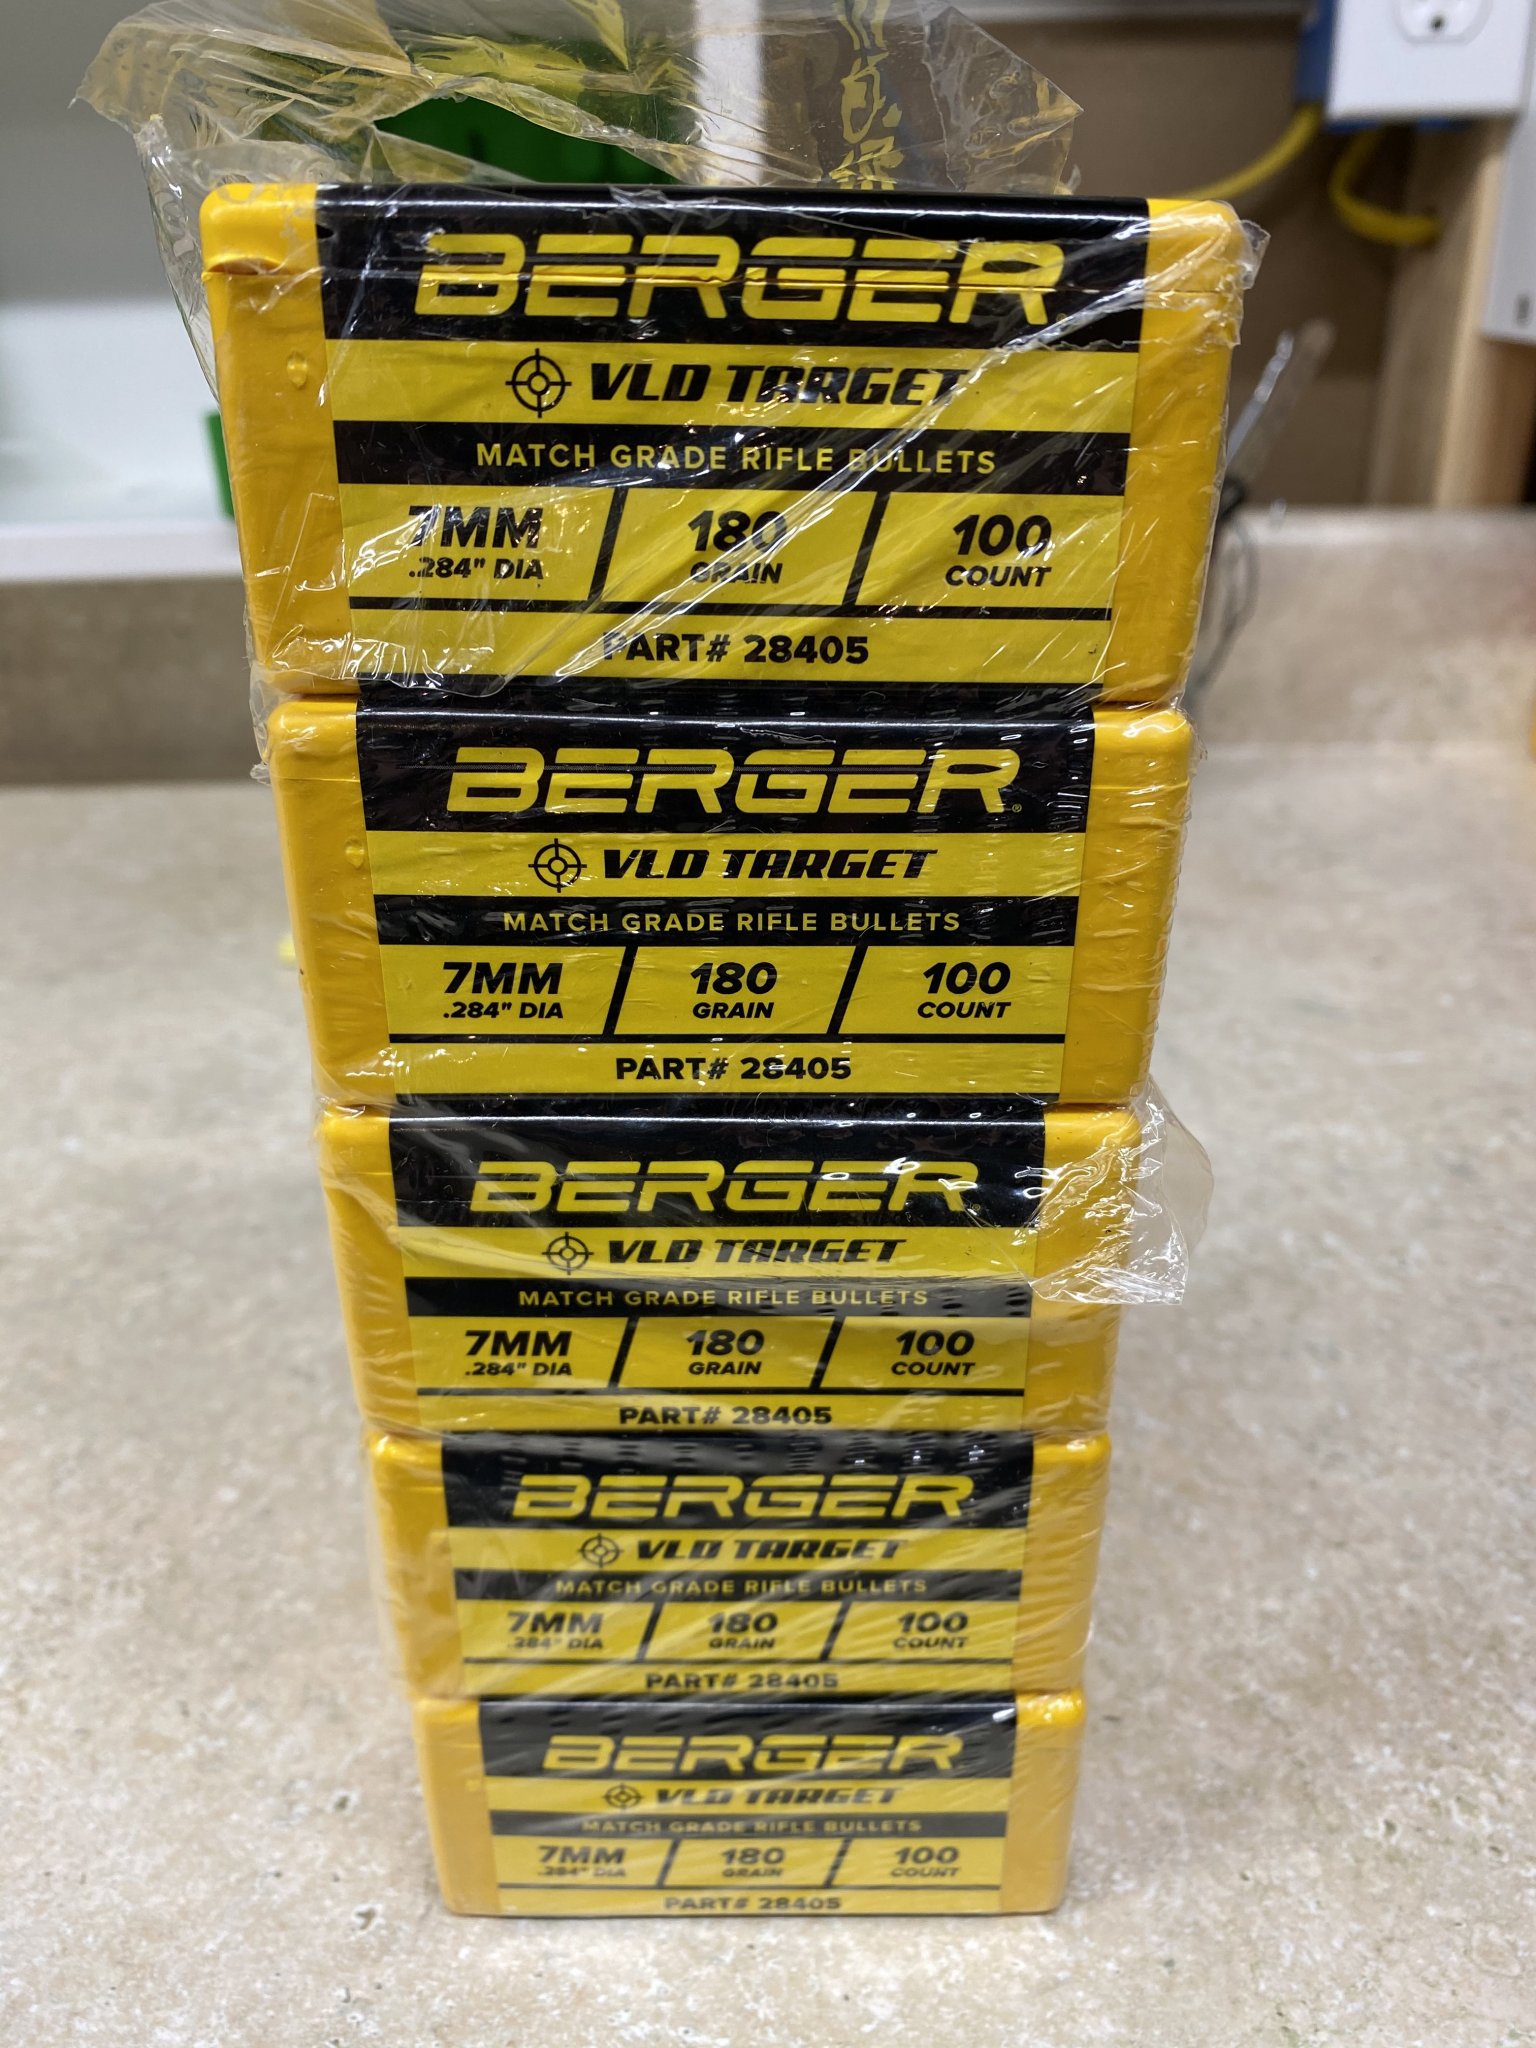 BERGER
VLD TARGET
MATCH GRADE RIFLE BULLETS
7MM 180 100
.284" DIA GRAIN COUNT
PART# 28405
BERGER®
VLD TARGET
MATCH GRADE RIFLE BULLETS
7MM 180 100
.284" DIA GRAIN COUNT
PART# 28405
BERGER
VLD TARGET
MATCH GRADE RIFLE BULLETS
7MM 180 100
.284" DIA GRAIN COUNT
PART# 28405
BERGER
VLD TARGET
MATCH GRADE RIFLE BULLETS
7MM 180 100
.284" DIA GRAIN COUNT
PART# 28405
BERGER
VLD TARGET
MATCH GRADE RIFLE BULLETS
7MM 180 100
.284" DIA GRAIN COUNT
PART# 28405